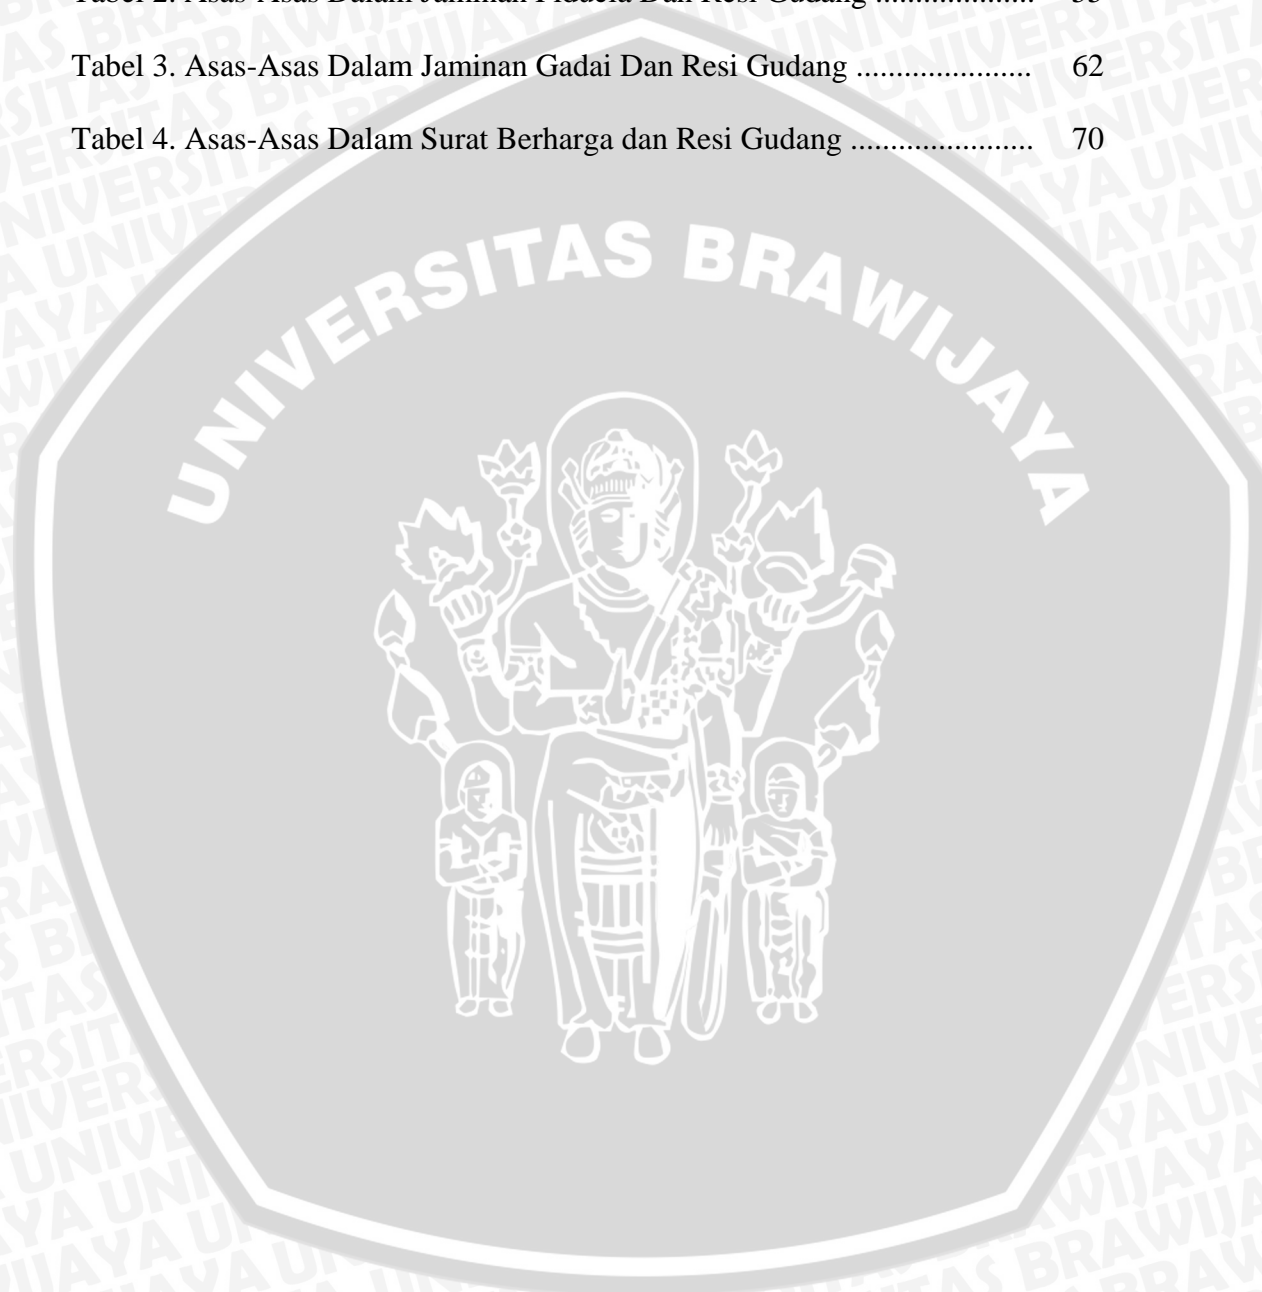 Tabel 2. Asas-Asas Dalam Jaminan Fiducia Dan Resi Gudang ....................
Tabel 3. Asas-Asas Dalam Jaminan Gadai Dan Resi Gudang ...................... 62
Tabel 4. Asas-Asas Dalam Surat Berharga dan Resi Gudang ....................... 70
UNIVERSITAS BRAWIJAYA